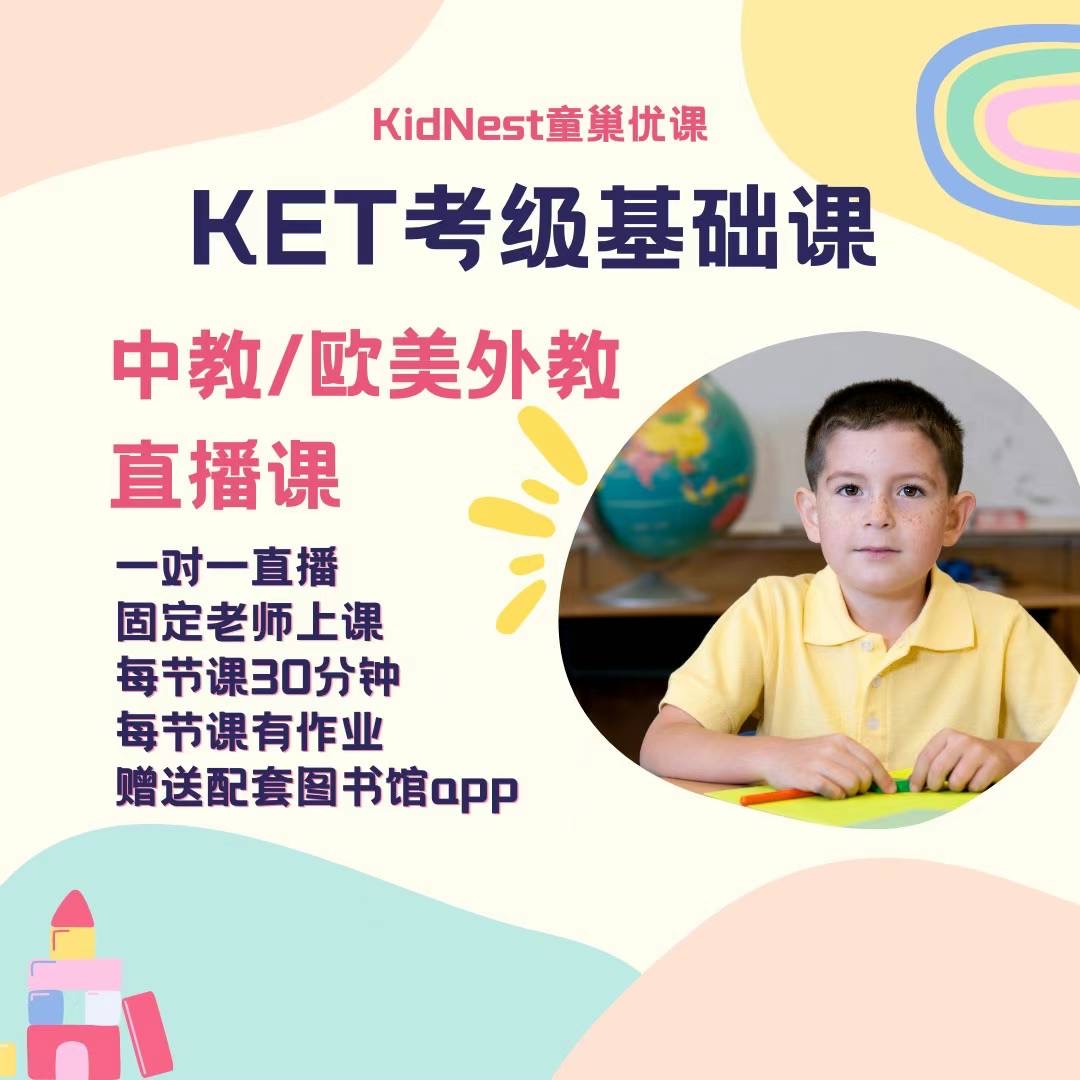 KidNest童巢优课
KET考级基础课
中教/欧美外教
直播课
一对一直播
固定老师上课
每节课30分钟
每节课有作业
赠送配套图书馆app